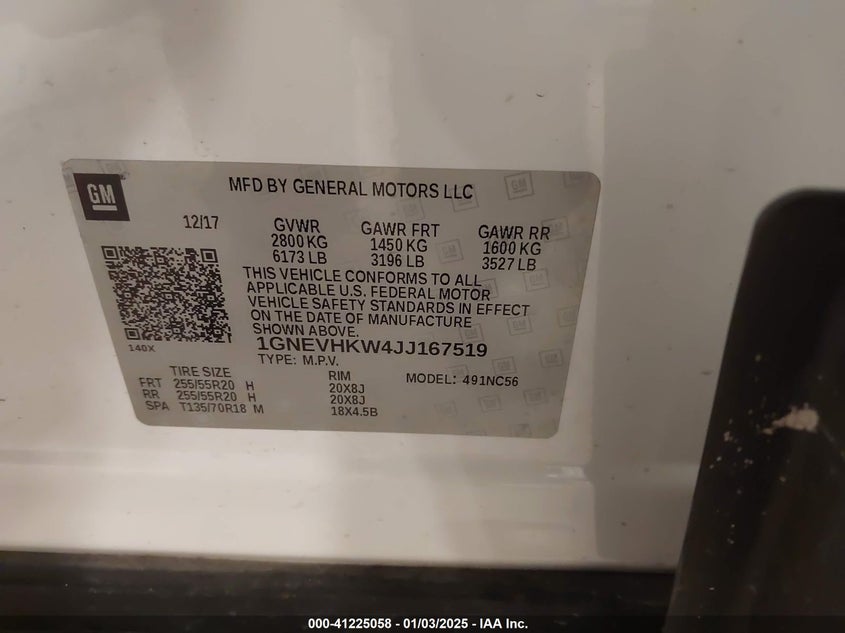 GM
MFD BY GENERAL MOTORS LLC
12/17
GVWR GAWR FRT GAWR RR
2800 KG 1450 KG 1600 KG
6173 LB 3196 LB 3527 LB
THIS VEHICLE CONFORMS TO ALL
APPLICABLE U.S. FEDERAL MOTOR
VEHICLE SAFETY STANDARDS IN EFFECT
ON THE DATE OF MANUFACTURE
SHOWN ABOVE.
140X
1GNEVHKW4JJ167519
TYPE: M.P.V.
TIRE SIZE RIM MODEL: 491NC56
FRT 255/55R20 H 20X8J
RR 255/55R20 H 20X8J
SPA T135/70R18 M 18X4.5B
000-41225058 - 01/03/2025 - IAA Inc.